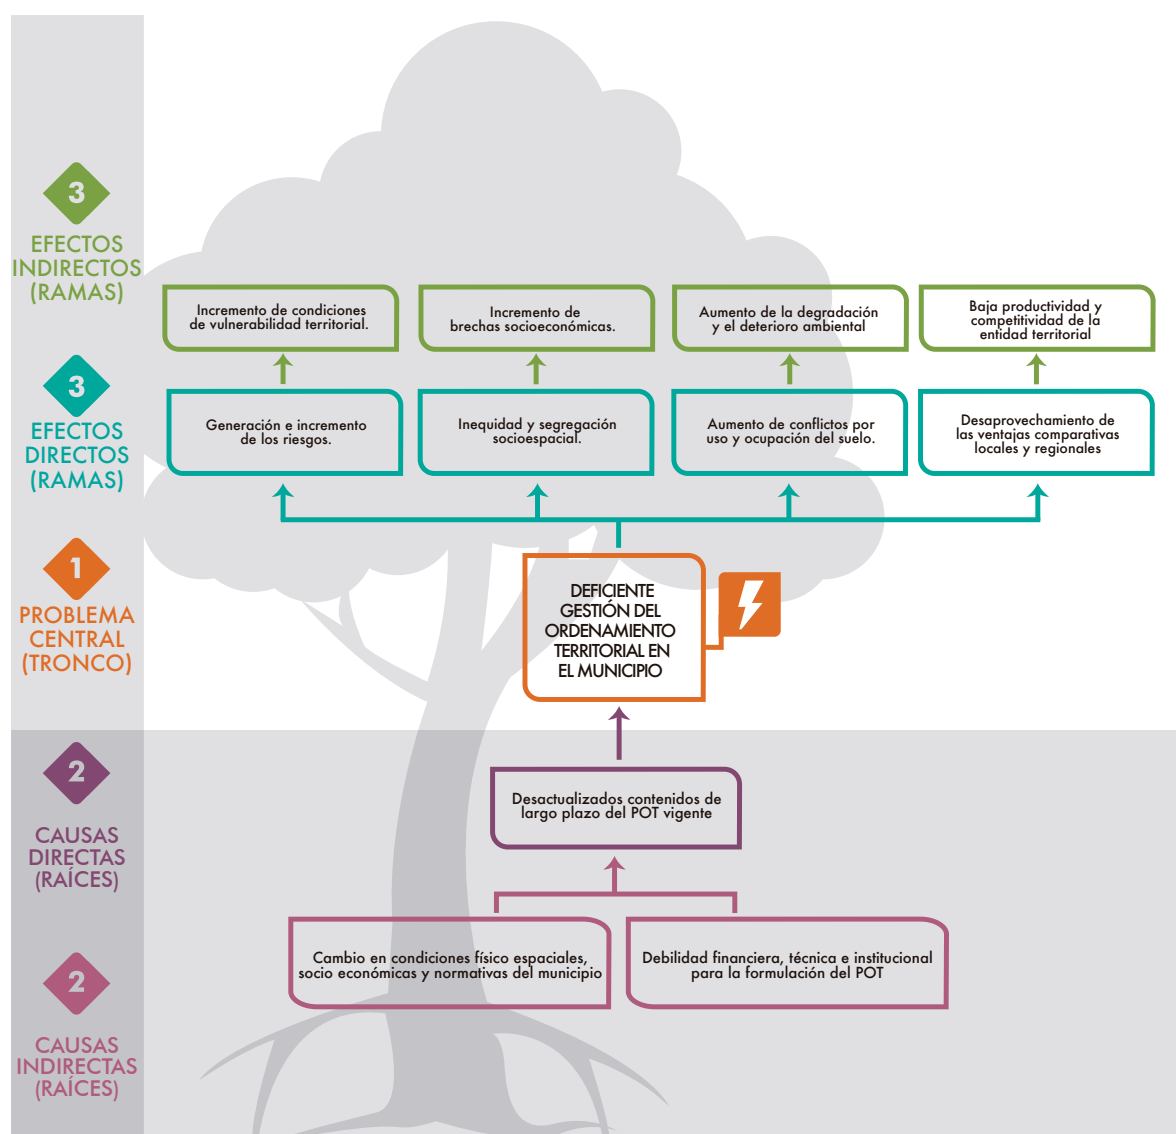 3
EFECTOS
INDIRECTOS
(RAMAS)
Incremento de condiciones
de vulnerabilidad territorial.
Incremento de
brechas socioeconómicas.
Aumento de la degradación
y el deterioro ambiental
Baja productividad y
competitividad de la
entidad territorial
3
EFECTOS
DIRECTOS
(RAMAS)
Generación e incremento
de los riesgos.
Inequidad y segregación
socioespacial.
Aumento de conflictos por
uso y ocupación del suelo.
Desaprovechamiento de
las ventajas comparativas
locales y regionales
1
PROBLEMA
CENTRAL
(TRONCO)
DEFICIENTE
GESTIÓN DEL
ORDENAMIENTO
TERRITORIAL EN
EL MUNICIPIO
2
CAUSAS
DIRECTAS
(RAÍCES)
Desactualizados contenidos de
largo plazo del POT vigente
2
CAUSAS
INDIRECTAS
(RAÍCES)
Cambio en condiciones físico espaciales,
socio económicas y normativas del municipio
Debilidad financiera, técnica e institucional
para la formulación del POT